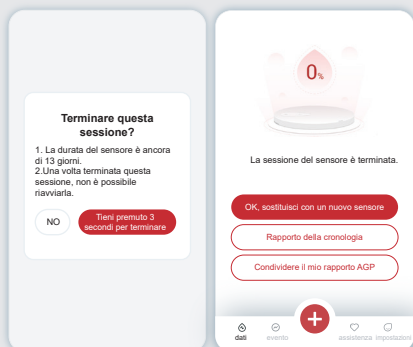 Terminare questa
sessione?
1. La durata del sensore è ancora
di 13 giorni.
2.Una volta terminata questa
sessione, non è possibile
riavviarla.
NO
Tieni premuto 3
secondi per terminare
0%
La sessione del sensore è terminata.
OK, sostituisci con un nuovo sensore
Rapporto della cronologia
Condividere il mio rapporto AGP
dati
evento
assistenza
impostazioni